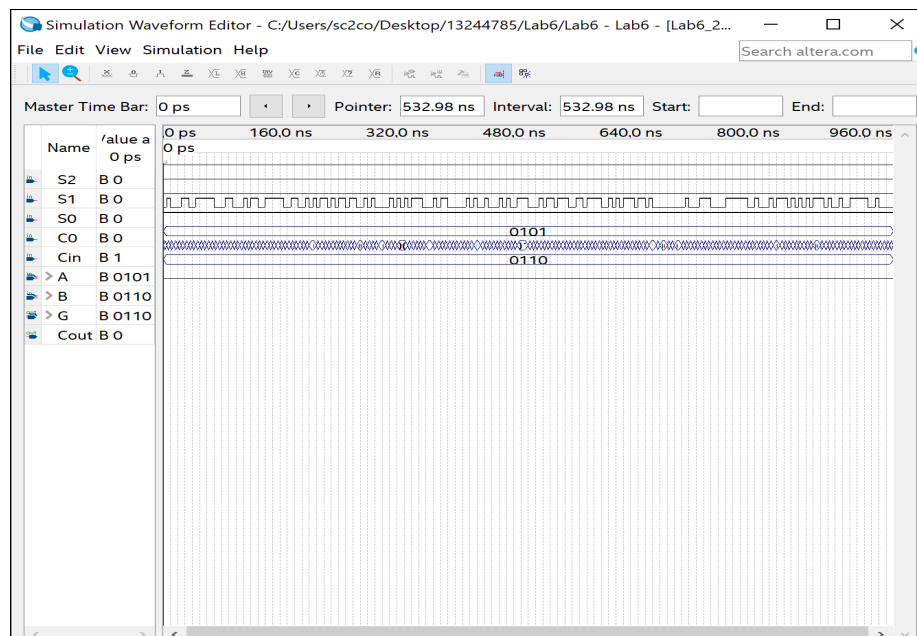 Simulation Waveform Editor - C:/Users/sc2co/Desktop/13244785/Lab6/Lab6 - Lab6 - [Lab6_2...
File Edit View Simulation Help
Search altera.com
Master Time Bar: 0 ps Pointer: 532.98 ns Interval: 532.98 ns Start: End:
Name
0 ps
0 ps 160,0 ns 320,0 ns 480,0 ns 640,0 ns 800,0 ns 960.0 ns
0 ps
S2 B 0
S1 B 0
S0 B 0
C0 B 0
0101
Cin B 1
0110
A B 0101
B B 0110
G B 0110
Cout B 0